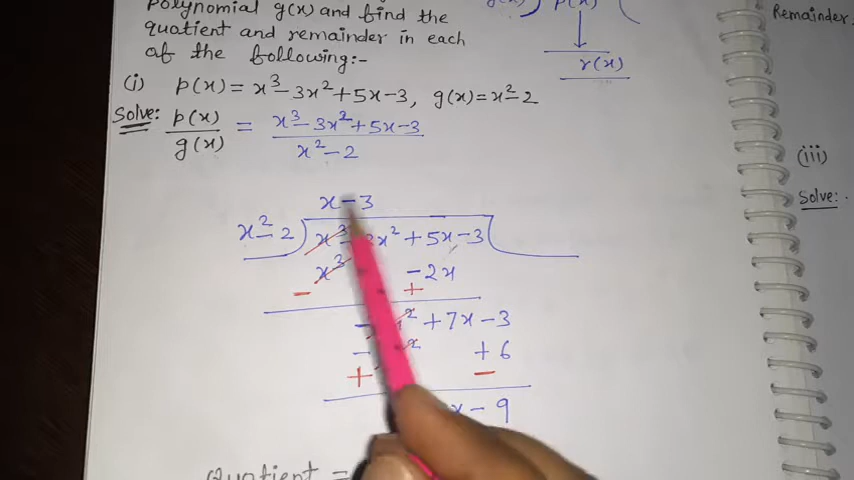 polynomial g(x) and find the
quotient and remainder in each
of the following:-
(i) p(x) = x³ - 3x² + 5x - 3, g(x) = x² - 2
Solve: p(x)/g(x) = x³ - 3x² + 5x - 3/x² - 2
x - 3
x² - 2 ) x³ - 3x² + 5x - 3 (
x³ - 2x
- +
+ 7x - 3
- + 6
+ -
x - 9
Quotient =
p(x)
r(x)
Remainder
(iii)
Solve: